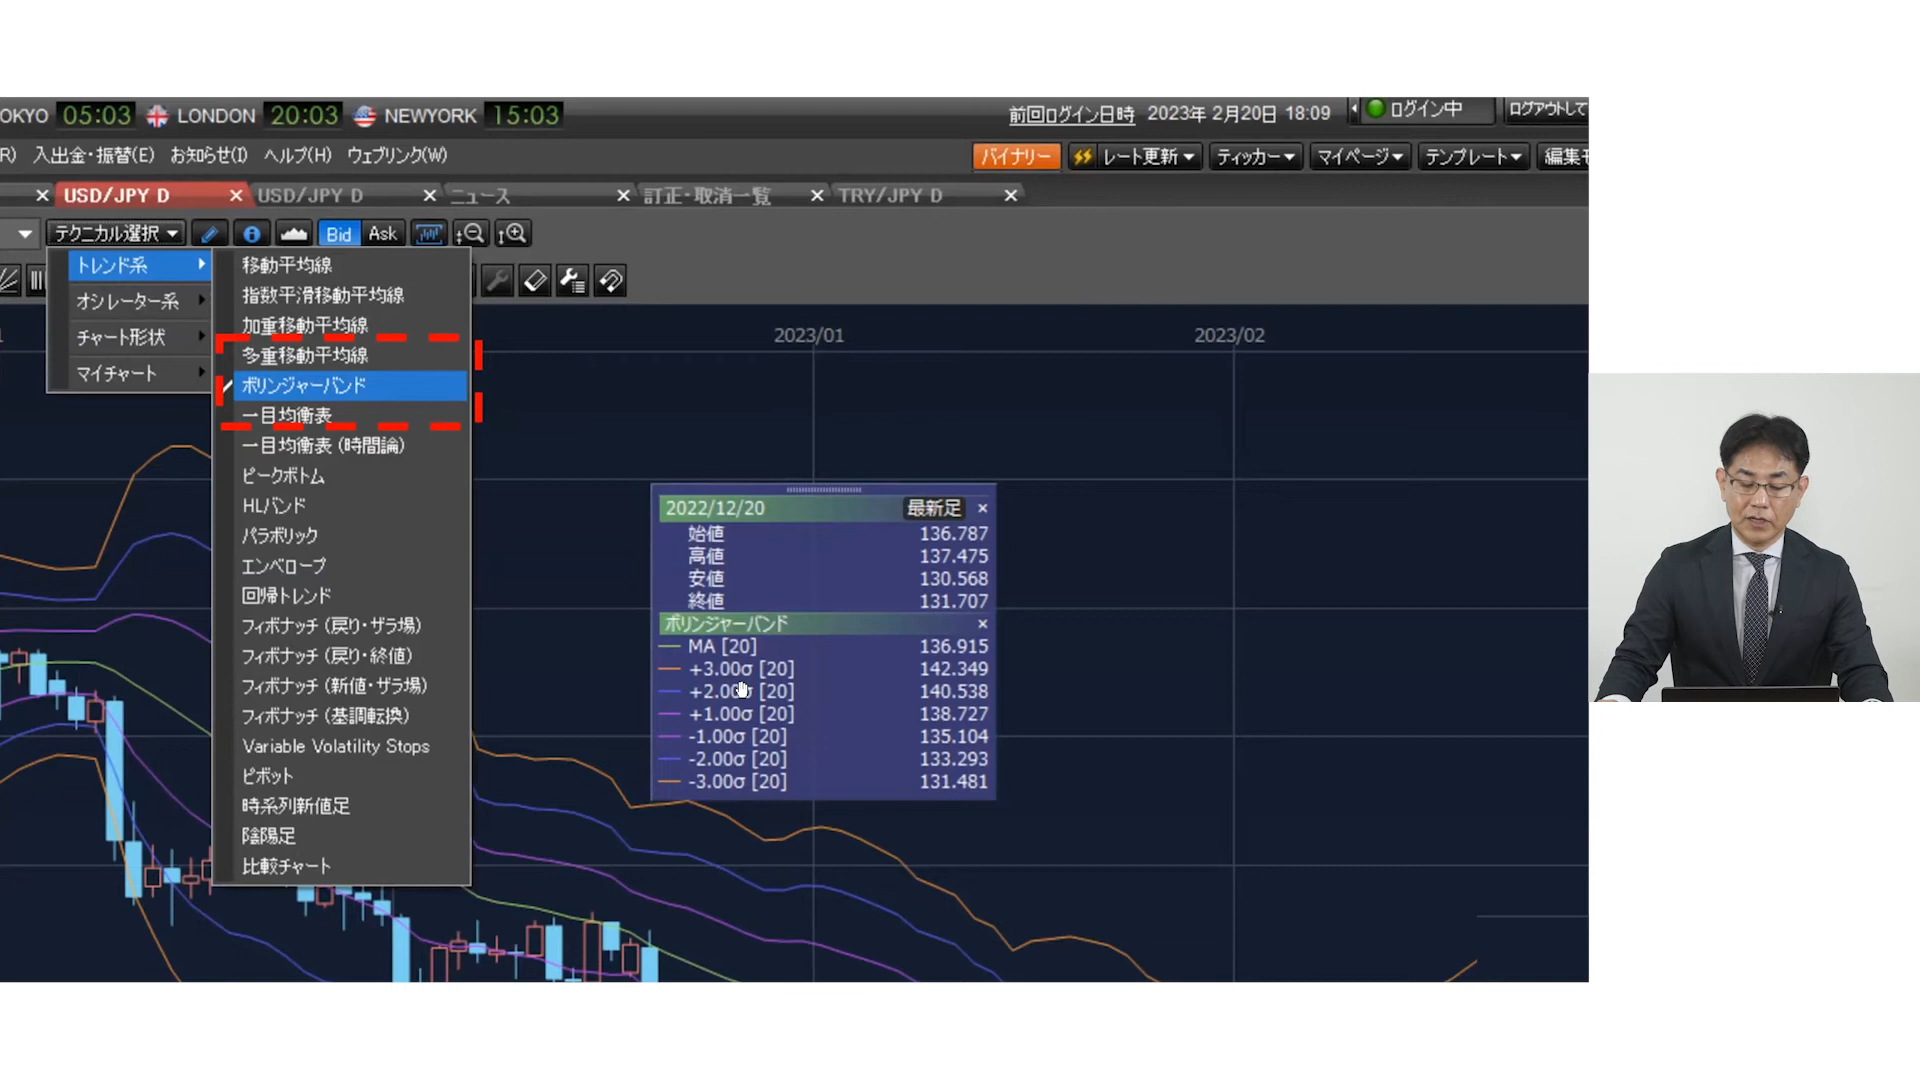 OKYO 05:03 LONDON 20:03 NEWYORK 15:03 前回ログイン日時 2023年 2月20日 18:09 ログイン中 ログアウトして
R) 入出金・振替(E) お知らせ(I) ヘルプ(H) ウェブリンク(W) バイナリー レート更新 ティッカー マイページ テンプレート 編集モ
USD/JPY D USD/JPY D ニュース 訂正・取消一覧 TRY/JPY D
テクニカル選択 Bid Ask
トレンド系
オシレーター系
チャート形状
マイチャート
移動平均線
指数平滑移動平均線
加重移動平均線
多重移動平均線
ボリンジャーバンド
一目均衡表
一目均衡表 (時間論)
ピークボトム
HLバンド
パラボリック
エンベロープ
回帰トレンド
フィボナッチ (戻り・ザラ場)
フィボナッチ (戻り・終値)
フィボナッチ (新値・ザラ場)
フィボナッチ (基調転換)
Variable Volatility Stops
ピボット
時系列新値足
陰陽足
比較チャート
2023/01 2023/02
2022/12/20 最新足
始値 136.787
高値 137.475
安値 130.568
終値 131.707
ボリンジャーバンド
MA [20] 136.915
+3.00σ [20] 142.349
+2.00σ [20] 140.538
+1.00σ [20] 138.727
-1.00σ [20] 135.104
-2.00σ [20] 133.293
-3.00σ [20] 131.481